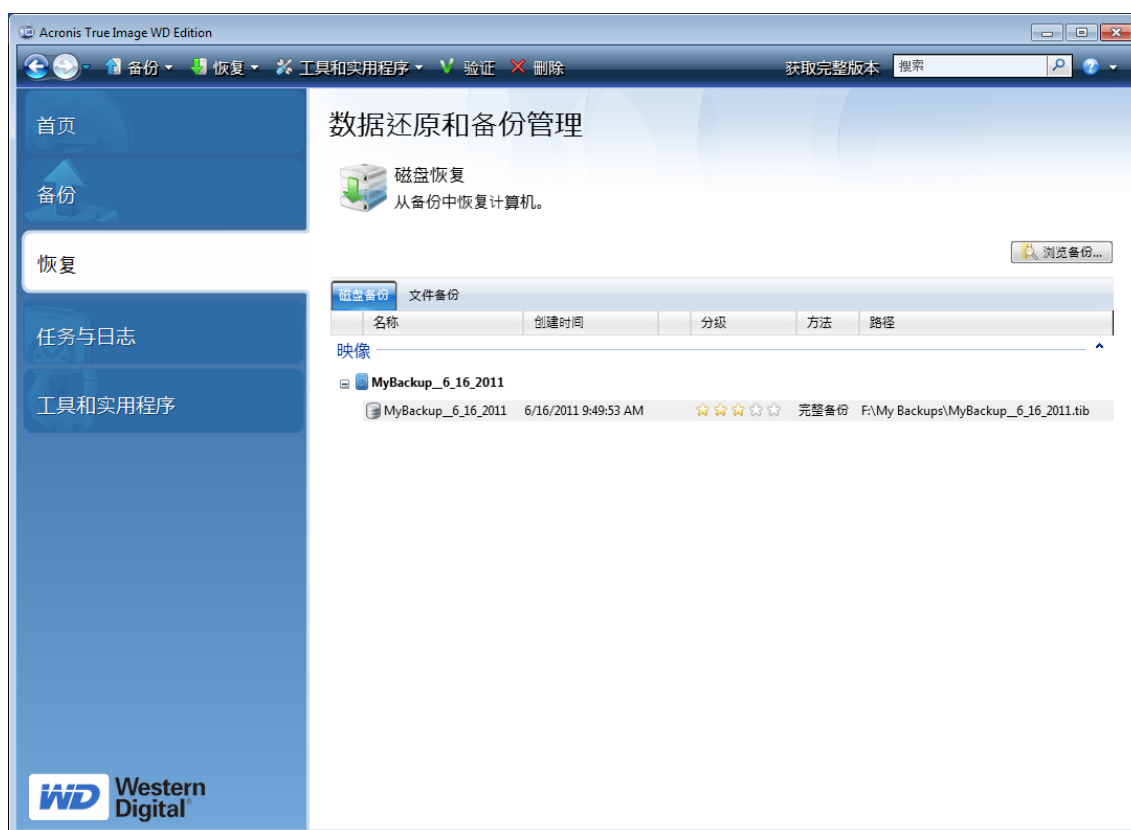 Acronis True Image WD Edition
备份 恢复 工具和实用程序 验证 删除 获取完整版本 搜索
首页
备份
恢复
任务与日志
工具和实用程序
数据还原和备份管理
磁盘恢复
从备份中恢复计算机。
浏览备份...
磁盘备份 文件备份
名称 创建时间 分级 方法 路径
映像
MyBackup_6_16_2011
MyBackup_6_16_2011 6/16/2011 9:49:53 AM 完整备份 F:\My Backups\MyBackup_6_16_2011.tib
WD Western
Digital®